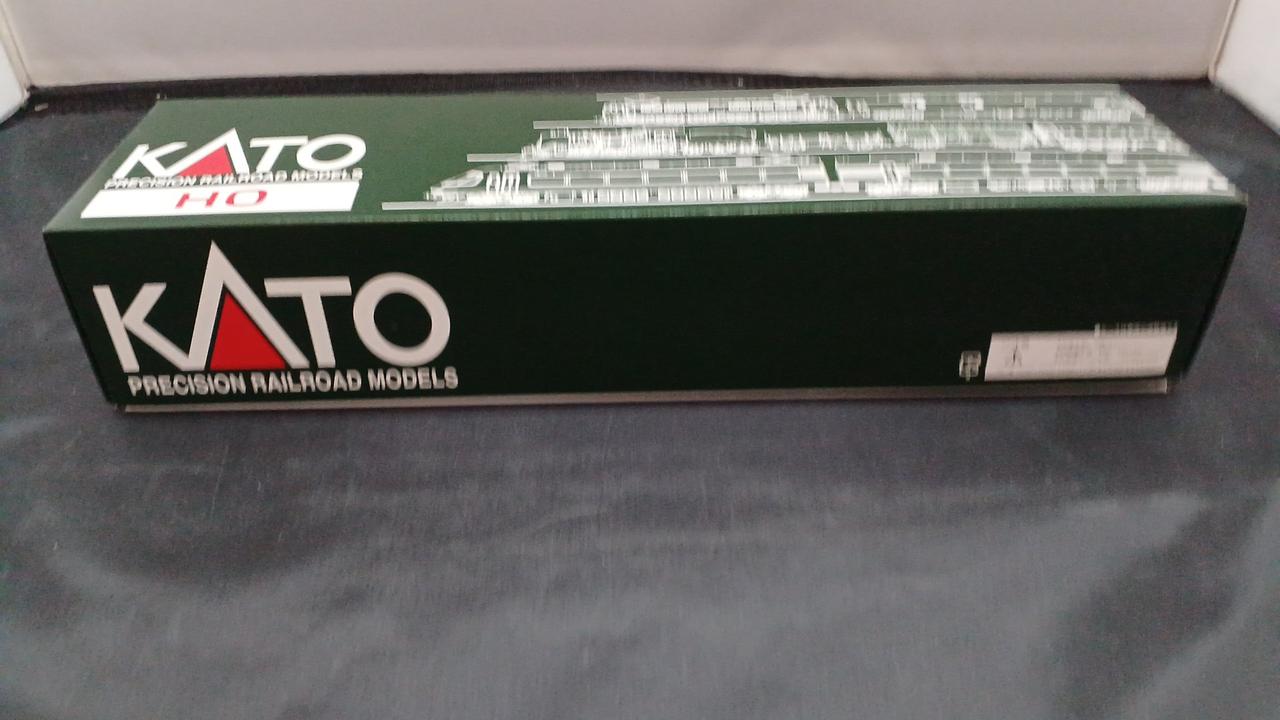 KATO
PRECISION RAILROAD MODELS
HO
KATO
PRECISION RAILROAD MODELS